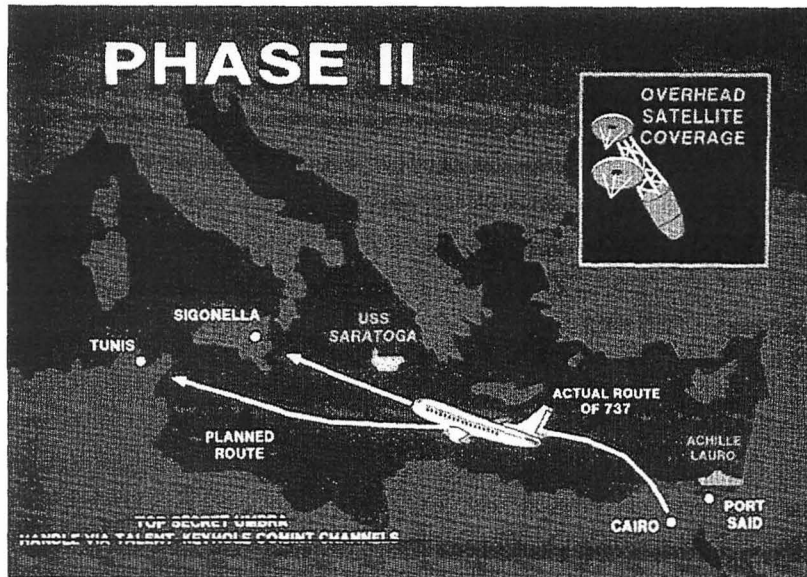 PHASE II
OVERHEAD
SATELLITE
COVERAGE
SIGONELLA
USS
SARATOGA
TUNIS
ACTUAL ROUTE
OF 737
PLANNED
ROUTE
ACHILLE
LAURO
PORT
SAID
CAIRO
TOP SECRET UMBRA
HANDLE VIA TALENT KEYHOLE COMINT CHANNELS